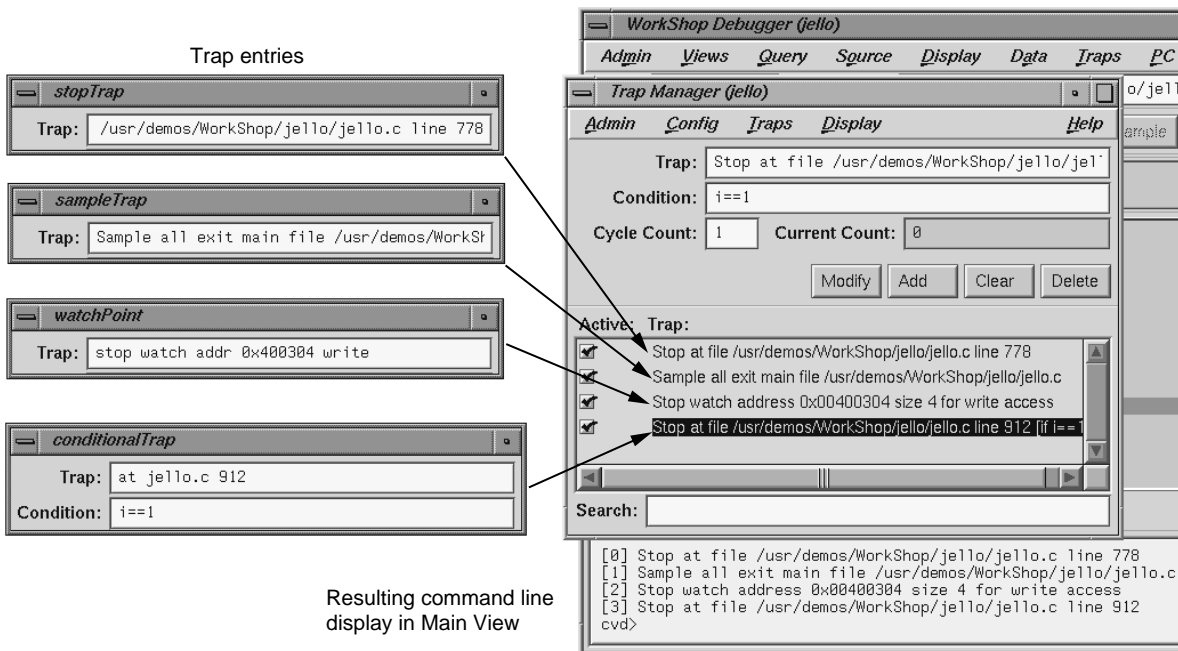 Trap entries
stopTrap
Trap: /usr/demos/WorkShop/jello/jello.c line 778
sampleTrap
Trap: Sample all exit main file /usr/demos/WorkSh
watchPoint
Trap: stop watch addr 0x400304 write
conditionalTrap
Trap: at jello.c 912
Condition: i==1
Resulting command line
display in Main View
WorkShop Debugger (jello)
Admin Views Query Source Display Data Traps PC
o/jell
ample
Trap Manager (jello)
Admin Config Traps Display Help
Trap: Stop at file /usr/demos/WorkShop/jello/jel
Condition: i==1
Cycle Count: 1 Current Count: 0
Modify Add Clear Delete
Active: Trap:
Stop at file /usr/demos/WorkShop/jello/jello.c line 778
Sample all exit main file /usr/demos/WorkShop/jello/jello.c
Stop watch address 0x00400304 size 4 for write access
Stop at file /usr/demos/WorkShop/jello/jello.c line 912 [if i==1
Search:
[0] Stop at file /usr/demos/WorkShop/jello/jello.c line 778
[1] Sample all exit main file /usr/demos/WorkShop/jello/jello.c
[2] Stop watch address 0x00400304 size 4 for write access
[3] Stop at file /usr/demos/WorkShop/jello/jello.c line 912
cvd>